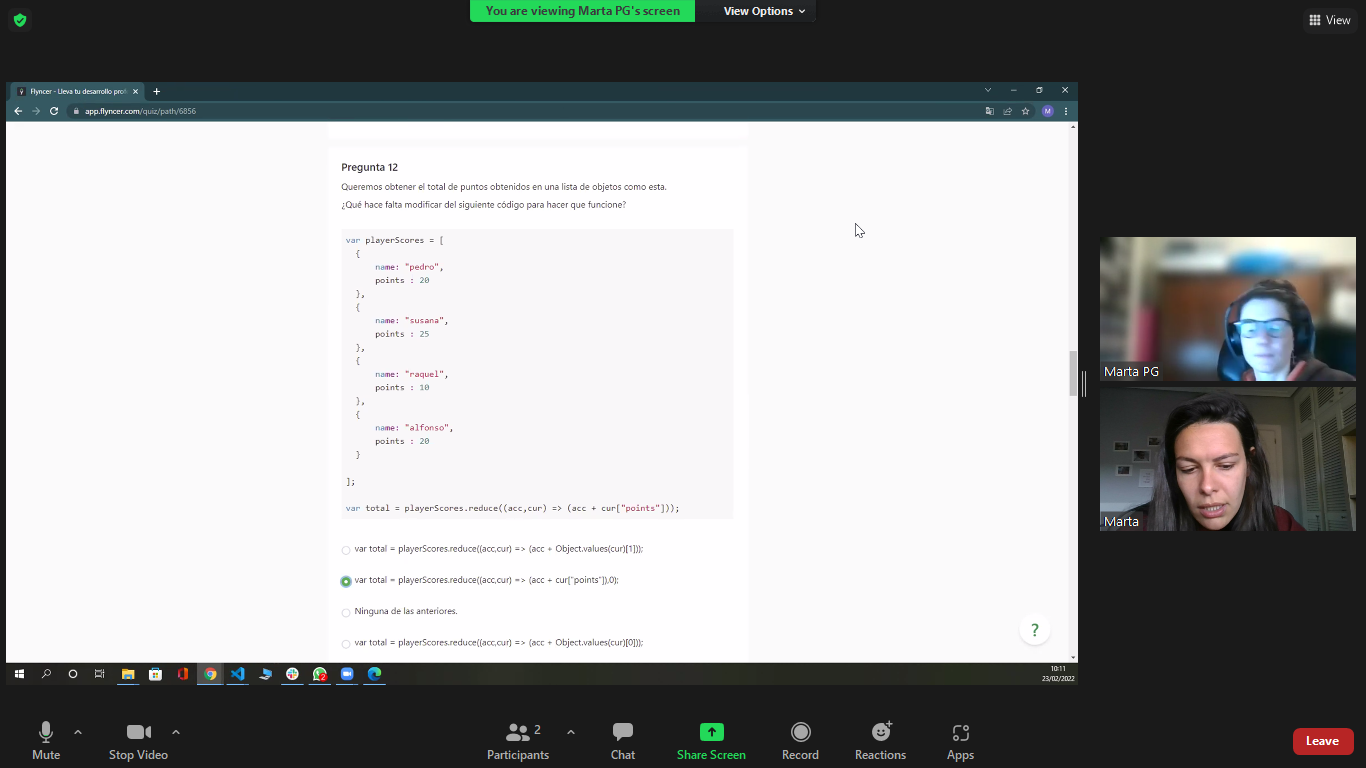 You are viewing Marta PG's screen
View Options
View
Flyncer - Lleva tu desarrollo prof
app.flyncer.com/quiz/path/6856
M
Pregunta 12
Queremos obtener el total de puntos obtenidos en una lista de objetos como esta.
¿Qué hace falta modificar del siguiente código para hacer que funcione?
var playerScores = [
{
name: "pedro",
points : 20
},
{
name: "susana",
points : 25
},
{
name: "raquel",
points : 10
},
{
name: "alfonso",
points : 20
}
];
var total = playerScores.reduce((acc,cur) => (acc + cur["points"]));
var total = playerScores.reduce((acc,cur) => (acc + Object.values(cur)[1]));
var total = playerScores.reduce((acc,cur) => (acc + cur["points"]),0);
Ninguna de las anteriores.
var total = playerScores.reduce((acc,cur) => (acc + Object.values(cur)[0]));
?
2
10:11
23/02/2022
Marta PG
Marta
Mute
Stop Video
Participants
2
Chat
Share Screen
Record
Reactions
Apps
Leave